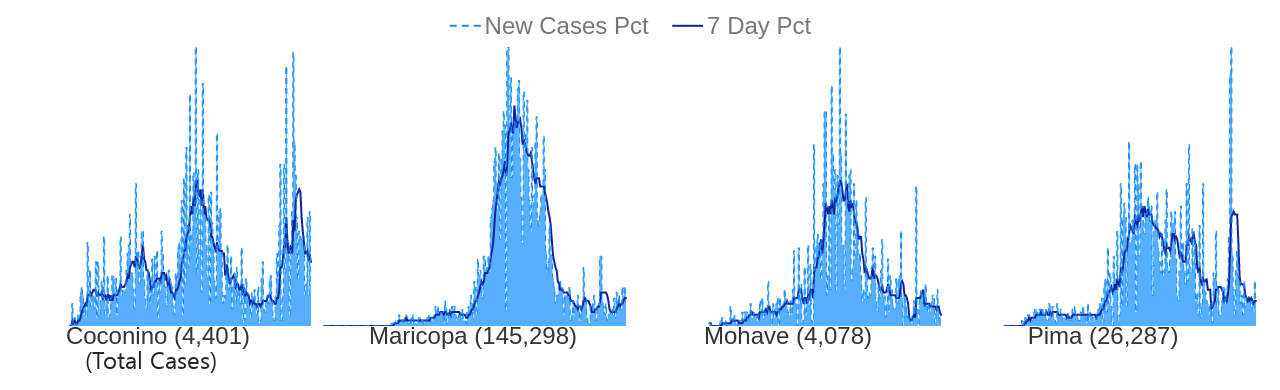 New Cases Pct 7 Day Pct
Coconino (4,401) Maricopa (145,298) Mohave (4,078) Pima (26,287)
(Total Cases)